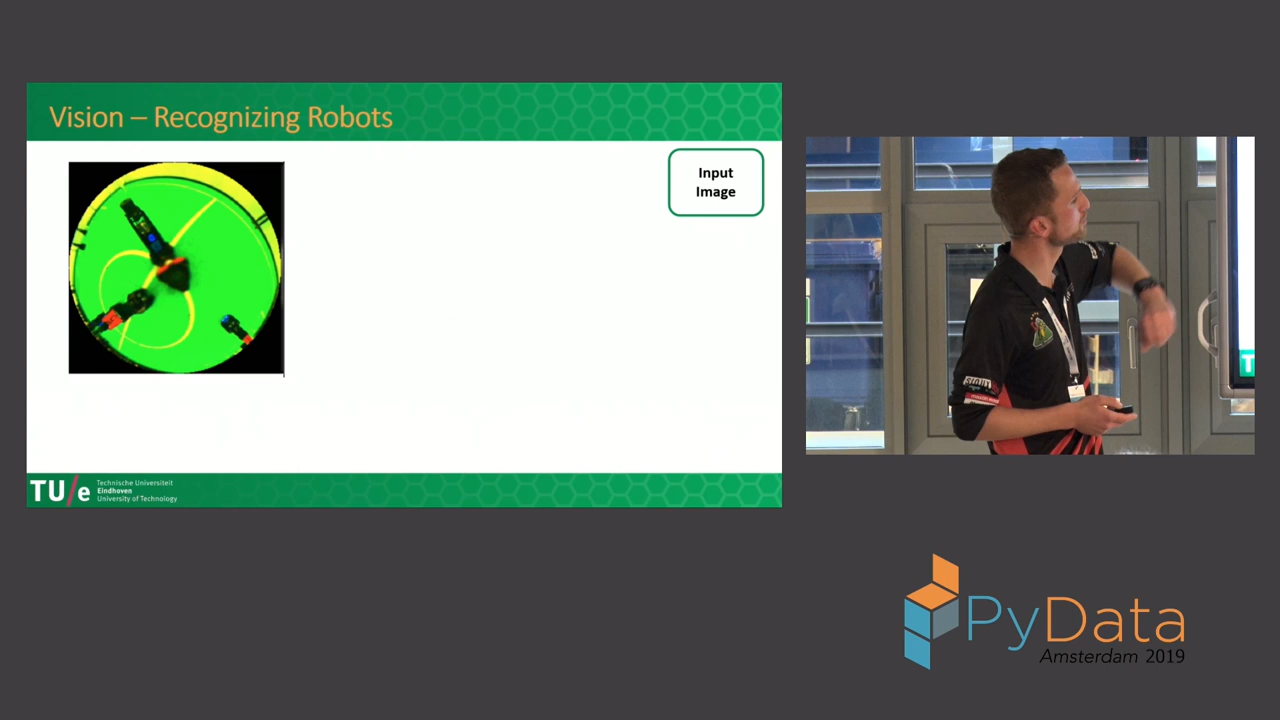 Vision – Recognizing Robots
Input
Image
TU/e
Technische Universiteit
Eindhoven
University of Technology
PyData
Amsterdam 2019